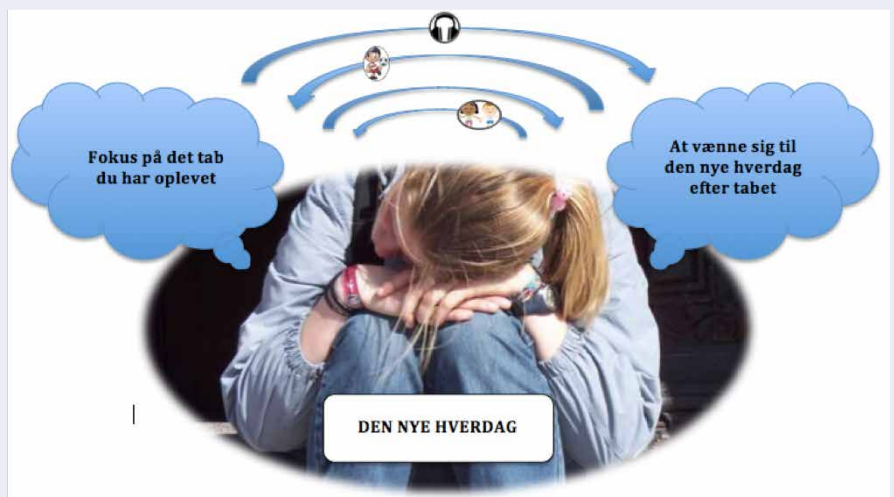 Fokus på det tab
du har oplevet
At vænne sig til
den nye hverdag
efter tabet
DEN NYE HVERDAG